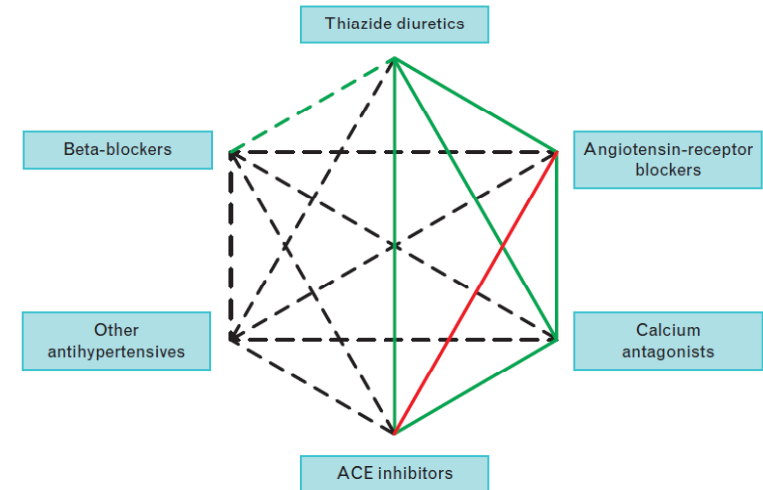 Thiazide diuretics
Beta-blockers
Angiotensin-receptor
blockers
Other
antihypertensives
Calcium
antagonists
ACE inhibitors